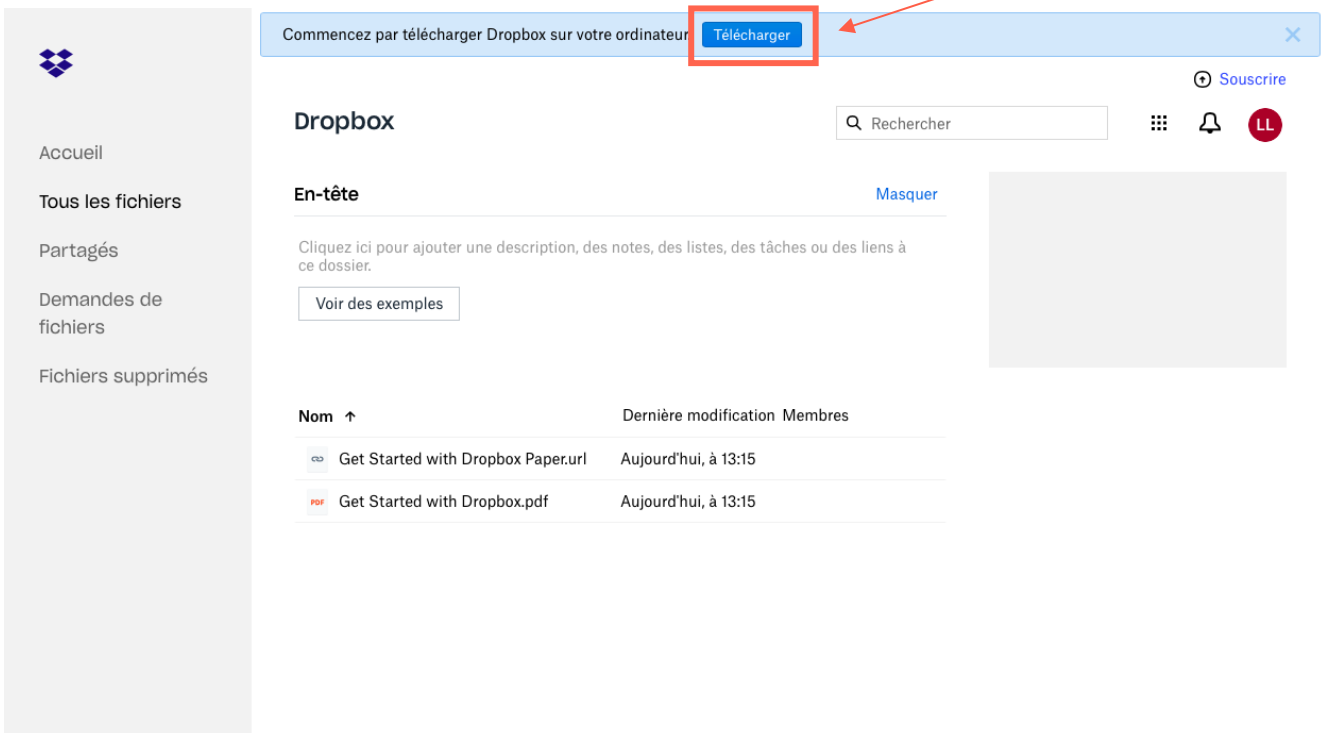 Commencez par télécharger Dropbox sur votre ordinateur Télécharger
Souscrire
Dropbox
Rechercher
LL
Accueil
Tous les fichiers
Partagés
Demandes de
fichiers
Fichiers supprimés
En-tête Masquer
Cliquez ici pour ajouter une description, des notes, des listes, des tâches ou des liens à
ce dossier.
Voir des exemples
Nom Dernière modification Membres
Get Started with Dropbox Paper.url Aujourd'hui, à 13:15
PDF Get Started with Dropbox.pdf Aujourd'hui, à 13:15